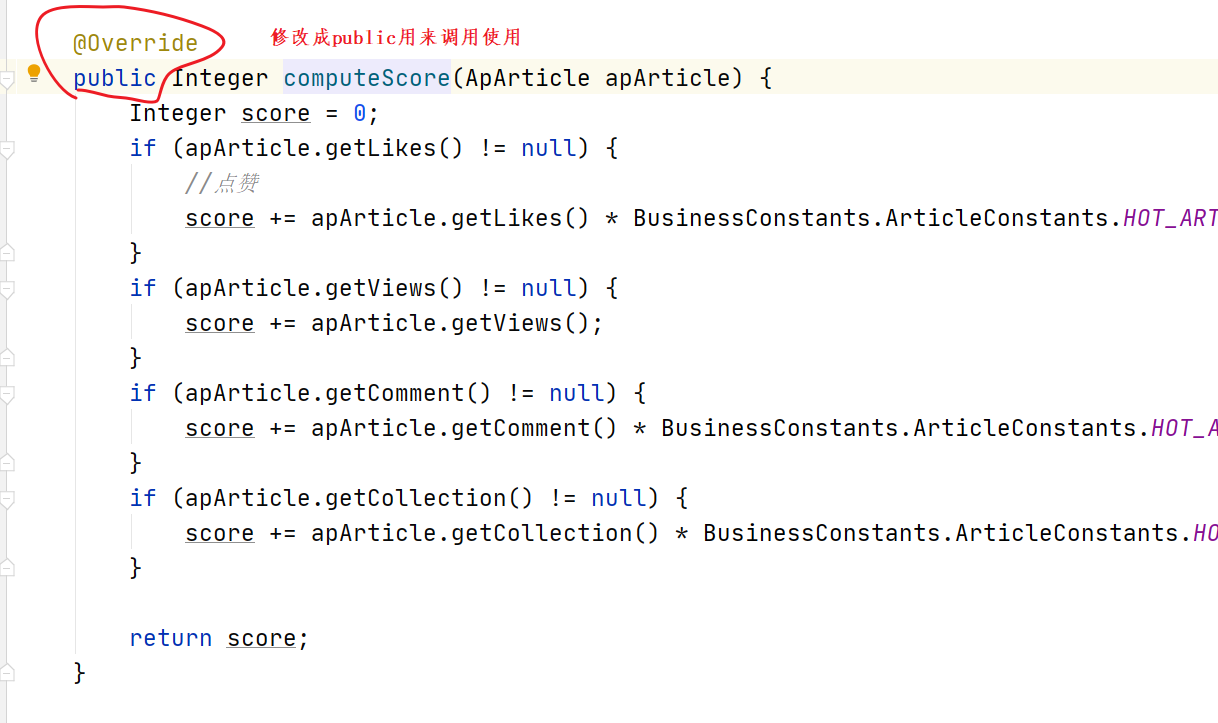 @Override 修改成public用来调用使用
public Integer computeScore(ApArticle apArticle) {
Integer score = 0;
if (apArticle.getLikes() != null) {
//点赞
score += apArticle.getLikes() * BusinessConstants.ArticleConstants.HOT_ART
}
if (apArticle.getViews() != null) {
score += apArticle.getViews();
}
if (apArticle.getComment() != null) {
score += apArticle.getComment() * BusinessConstants.ArticleConstants.HOT_A
}
if (apArticle.getCollection() != null) {
score += apArticle.getCollection() * BusinessConstants.ArticleConstants.HO
}
return score;
}